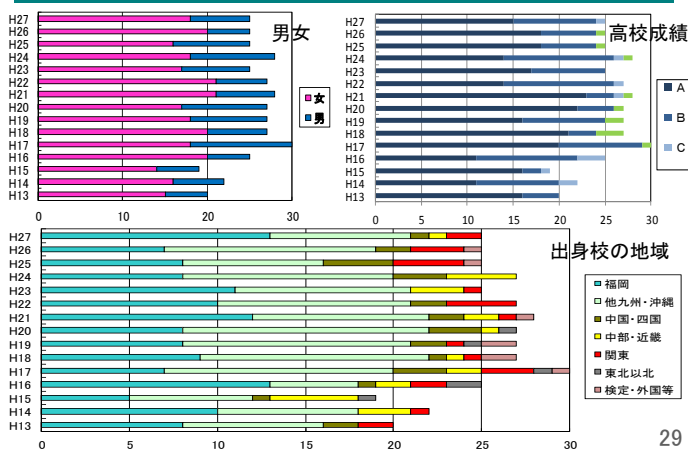 男女
H27
H26
H25
H24
H23
H22
H21
H20
H19
H18
H17
H16
H15
H14
H13
0 10 20 30
女
男
高校成績
H27
H26
H25
H24
H23
H22
H21
H20
H19
H18
H17
H16
H15
H14
H13
0 5 10 15 20 25 30
A
B
C
出身校の地域
H27
H26
H25
H24
H23
H22
H21
H20
H19
H18
H17
H16
H15
H14
H13
0 5 10 15 20 25 30
福岡
他九州・沖縄
中国・四国
中部・近畿
関東
東北以北
検定・外国等
29